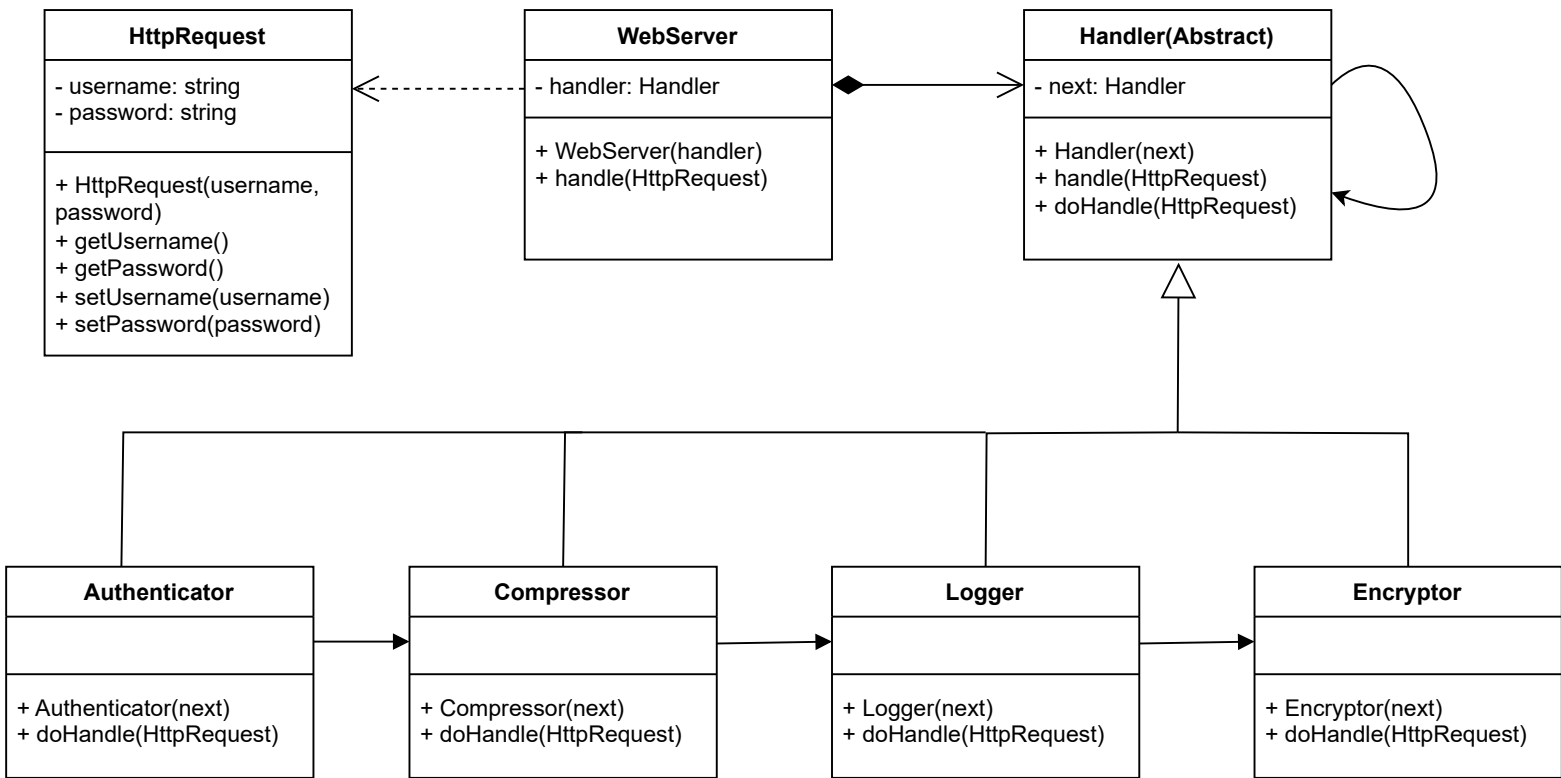 HttpRequest
- username: string
- password: string
+ HttpRequest(username,
password)
+ getUsername()
+ getPassword()
+ setUsername(username)
+ setPassword(password)
WebServer
- handler: Handler
+ WebServer(handler)
+ handle(HttpRequest)
Handler(Abstract)
- next: Handler
+ Handler(next)
+ handle(HttpRequest)
+ doHandle(HttpRequest)
Authenticator
+ Authenticator(next)
+ doHandle(HttpRequest)
Compressor
+ Compressor(next)
+ doHandle(HttpRequest)
Logger
+ Logger(next)
+ doHandle(HttpRequest)
Encryptor
+ Encryptor(next)
+ doHandle(HttpRequest)